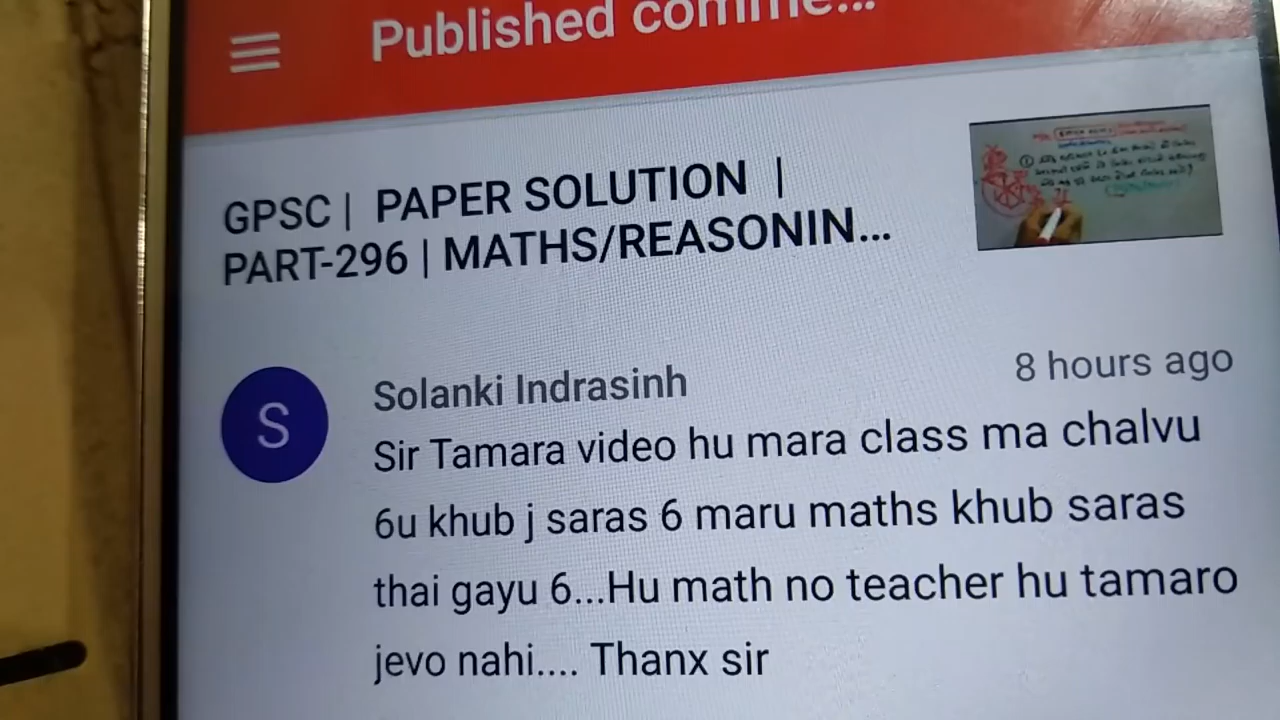 Published comme...
GPSC | PAPER SOLUTION |
PART-296 | MATHS/REASONIN...
S
Solanki Indrasinh
8 hours ago
Sir Tamara video hu mara class ma chalvu
6u khub j saras 6 maru maths khub saras
thai gayu 6...Hu math no teacher hu tamaro
jevo nahi.... Thanx sir